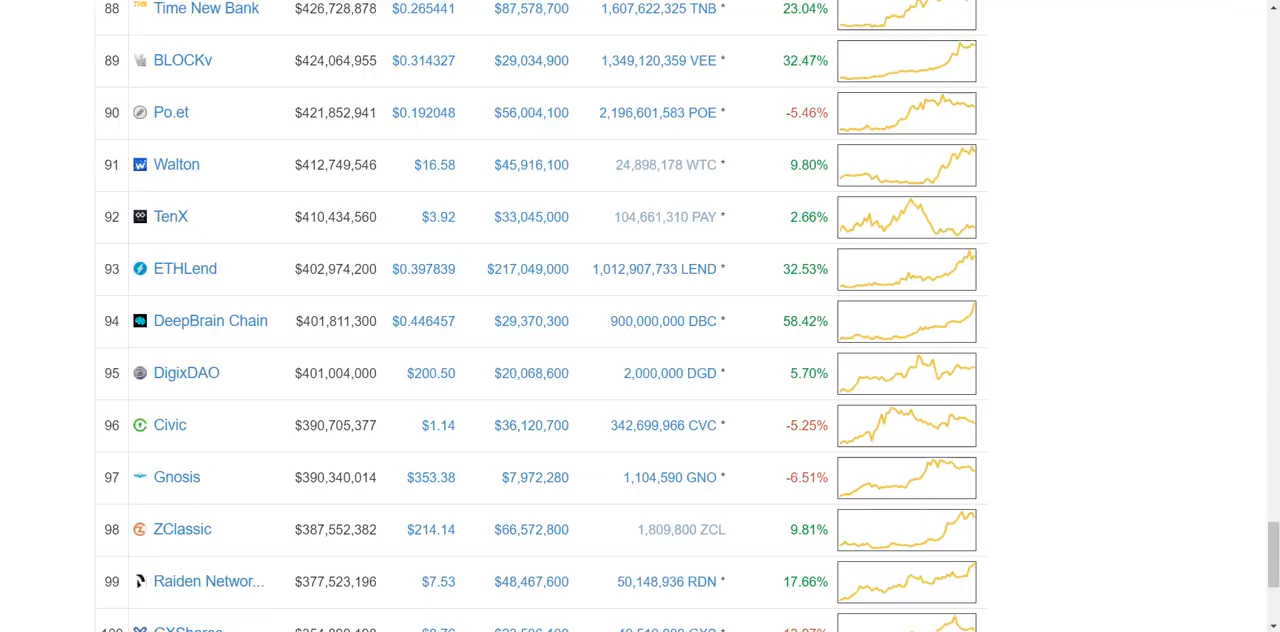 88 Time New Bank $426,728,878 $0.265441 $87,578,700 1,607,622,325 TNB * 23.04%
89 BLOCKv $424,064,955 $0.314327 $29,034,900 1,349,120,359 VEE * 32.47%
90 Po.et $421,852,941 $0.192048 $56,004,100 2,196,601,583 POE * -5.46%
91 Walton $412,749,546 $16.58 $45,916,100 24,898,178 WTC * 9.80%
92 TenX $410,434,560 $3.92 $33,045,000 104,661,310 PAY * 2.66%
93 ETHLend $402,974,200 $0.397839 $217,049,000 1,012,907,733 LEND * 32.53%
94 DeepBrain Chain $401,811,300 $0.446457 $29,370,300 900,000,000 DBC * 58.42%
95 DigixDAO $401,004,000 $200.50 $20,068,600 2,000,000 DGD * 5.70%
96 Civic $390,705,377 $1.14 $36,120,700 342,699,966 CVC * -5.25%
97 Gnosis $390,340,014 $353.38 $7,972,280 1,104,590 GNO * -6.51%
98 ZClassic $387,552,382 $214.14 $66,572,800 1,809,800 ZCL 9.81%
99 Raiden Networ... $377,523,196 $7.53 $48,467,600 50,148,936 RDN * 17.66%
100 GXShares